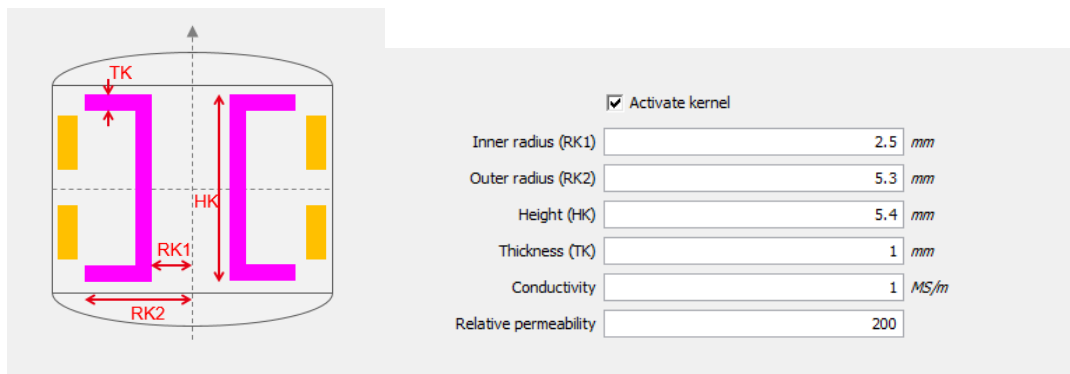 TK
HK
RK1
RK2
Activate kernel
Inner radius (RK1) 2.5 mm
Outer radius (RK2) 5.3 mm
Height (HK) 5.4 mm
Thickness (TK) 1 mm
Conductivity 1 MS/m
Relative permeability 200